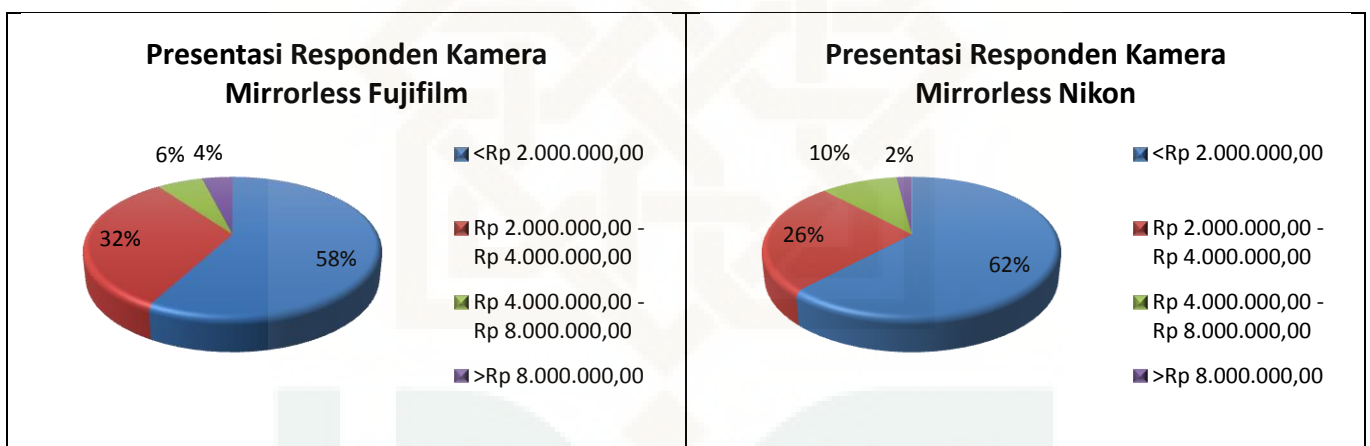 Presentasi Responden Kamera
Mirrorless Fujifilm
6%
4%
32%
58%
<Rp 2.000.000,00
Rp 2.000.000,00 -
Rp 4.000.000,00
Rp 4.000.000,00 -
Rp 8.000.000,00
>Rp 8.000.000,00
Presentasi Responden Kamera
Mirrorless Nikon
10%
2%
26%
62%
<Rp 2.000.000,00
Rp 2.000.000,00 -
Rp 4.000.000,00
Rp 4.000.000,00 -
Rp 8.000.000,00
>Rp 8.000.000,00